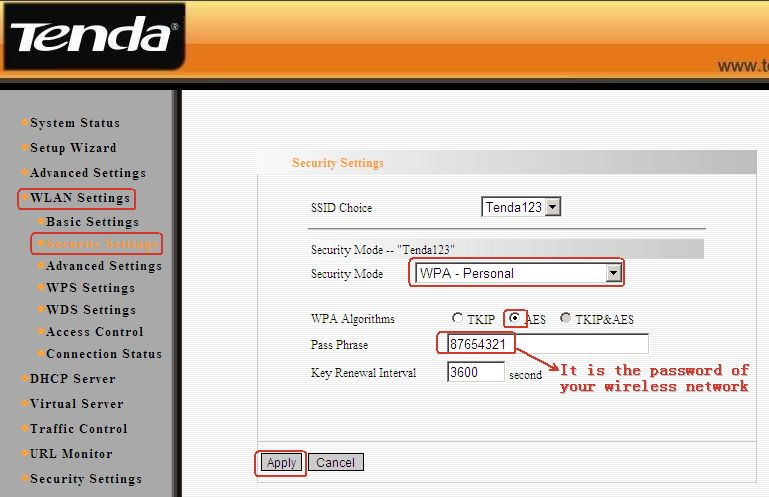 Tenda®
www.t
System Status
Setup Wizard
Advanced Settings
WLAN Settings
Basic Settings
Security Settings
Advanced Settings
WPS Settings
WDS Settings
Access Control
Connection Status
DHCP Server
Virtual Server
Traffic Control
URL Monitor
Security Settings
Security Settings
SSID Choice Tenda123
Security Mode -- "Tenda123"
Security Mode WPA - Personal
WPA Algorithms TKIP AES TKIP&AES
Pass Phrase 87654321
Key Renewal Interval 3600 second
It is the password of
your wireless network
Apply Cancel